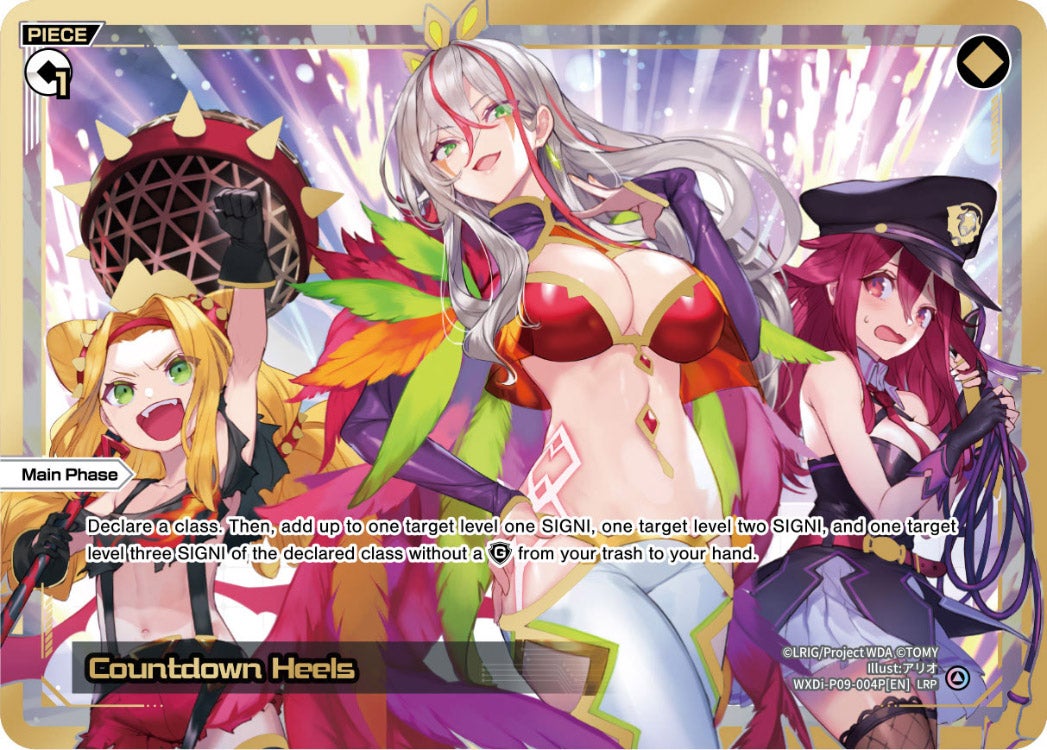 PIECE
1
Main Phase
Declare a class. Then, add up to one target level one SIGNI, one target level two SIGNI, and one target
level three SIGNI of the declared class without a G from your trash to your hand.
Countdown Heels
©LRIG/Project WDA ©TOMY
Illust:アリオ
WXDi-P09-004P[EN] LRP